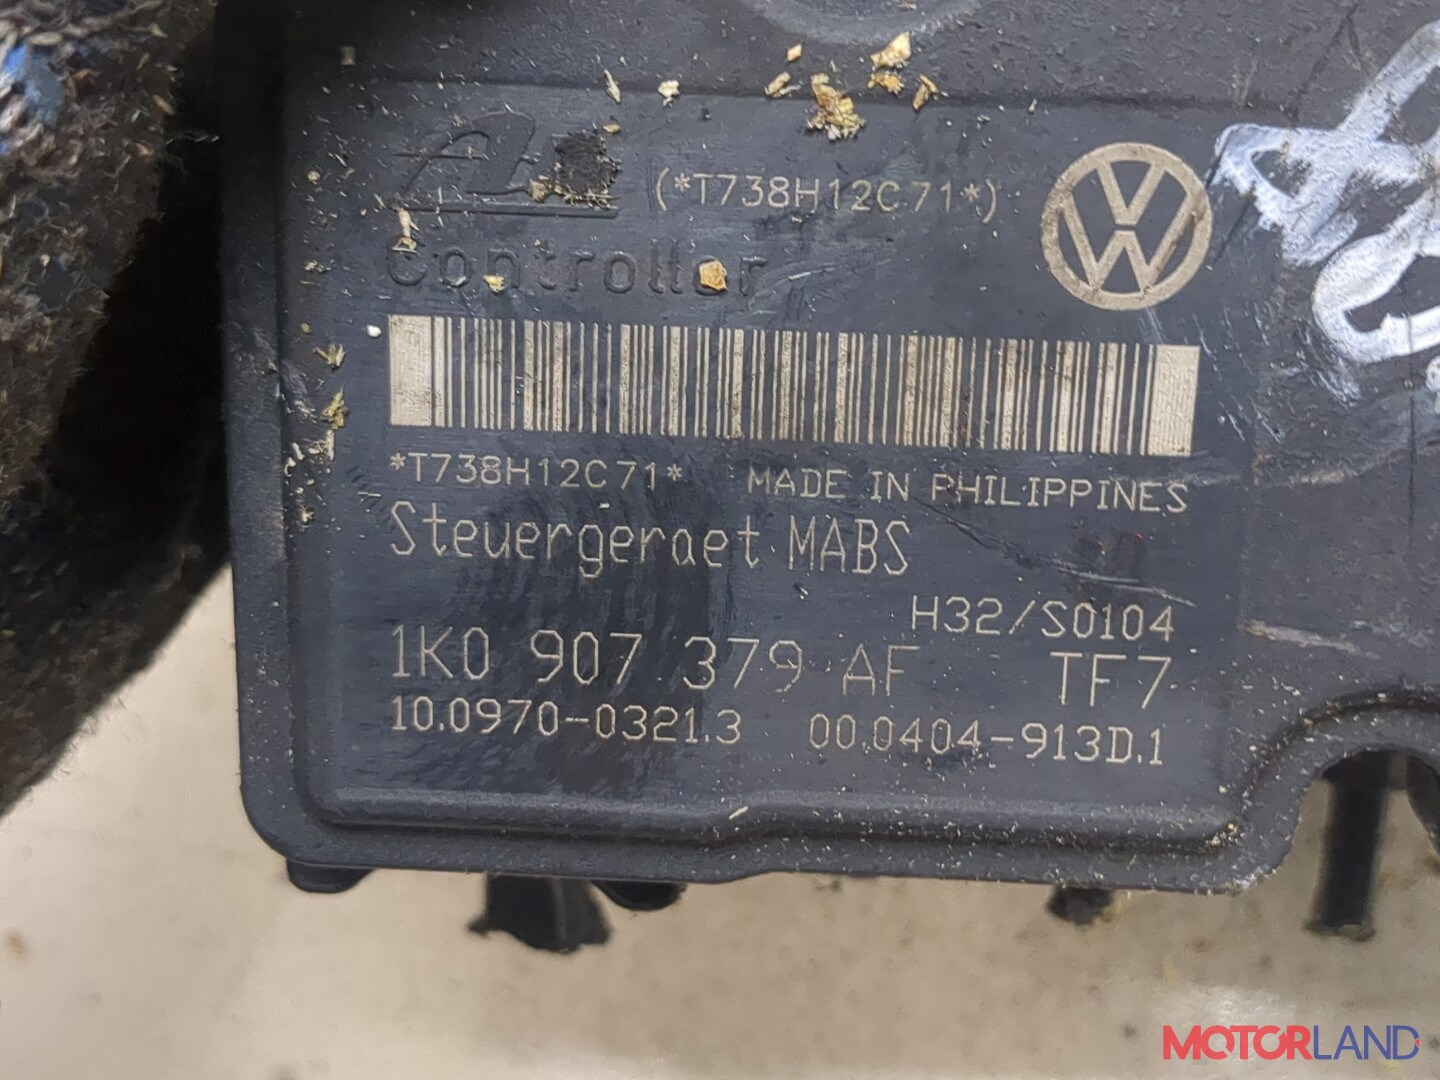 (*T738H12C71*)
Controller
*T738H12C71* MADE IN PHILIPPINES
Steuergeraet MABS
H32/S0104
1K0 907 379 AF TF7
10.0970-0321.3 00.0404-913D.1
MOTORLAND